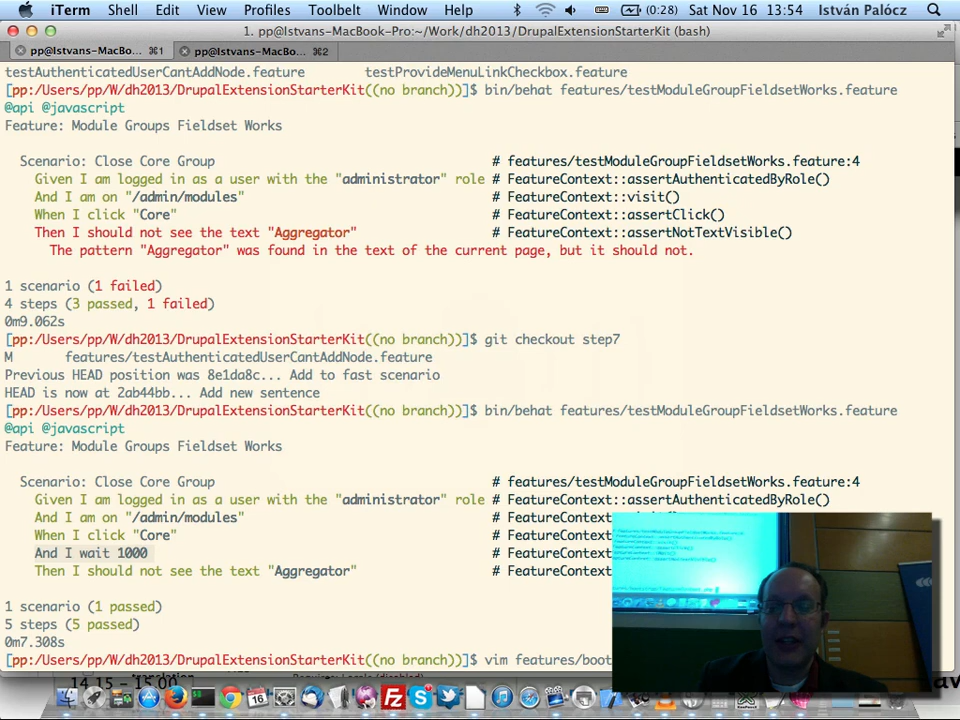 iTerm Shell Edit View Profiles Toolbelt Window Help (0:28) Sat Nov 16 13:54 István Palócz
1. pp@Istvans-MacBook-Pro:~/Work/dh2013/DrupalExtensionStarterKit (bash)
pp@Istvans-MacBo... ⌘1 pp@Istvans-MacBo... ⌘2
testAuthenticatedUserCantAddNode.feature testProvideMenuLinkCheckbox.feature
[pp:/Users/pp/W/dh2013/DrupalExtensionStarterKit((no branch))]$ bin/behat features/testModuleGroupFieldsetWorks.feature
@api @javascript
Feature: Module Groups Fieldset Works
Scenario: Close Core Group # features/testModuleGroupFieldsetWorks.feature:4
Given I am logged in as a user with the "administrator" role # FeatureContext::assertAuthenticatedByRole()
And I am on "/admin/modules" # FeatureContext::visit()
When I click "Core" # FeatureContext::assertClick()
Then I should not see the text "Aggregator" # FeatureContext::assertNotTextVisible()
The pattern "Aggregator" was found in the text of the current page, but it should not.
1 scenario (1 failed)
4 steps (3 passed, 1 failed)
0m9.062s
[pp:/Users/pp/W/dh2013/DrupalExtensionStarterKit((no branch))]$ git checkout step7
M features/testAuthenticatedUserCantAddNode.feature
Previous HEAD position was 8e1da8c... Add to fast scenario
HEAD is now at 2ab44bb... Add new sentence
[pp:/Users/pp/W/dh2013/DrupalExtensionStarterKit((no branch))]$ bin/behat features/testModuleGroupFieldsetWorks.feature
@api @javascript
Feature: Module Groups Fieldset Works
Scenario: Close Core Group # features/testModuleGroupFieldsetWorks.feature:4
Given I am logged in as a user with the "administrator" role # FeatureContext::assertAuthenticatedByRole()
And I am on "/admin/modules" # FeatureContext
When I click "Core" # FeatureContext:
And I wait 1000 # FeatureContext:
Then I should not see the text "Aggregator" # FeatureContext:
1 scenario (1 passed)
5 steps (5 passed)
0m7.308s
[pp:/Users/pp/W/dh2013/DrupalExtensionStarterKit((no branch))]$ vim features/boot
14.15 - 15.00